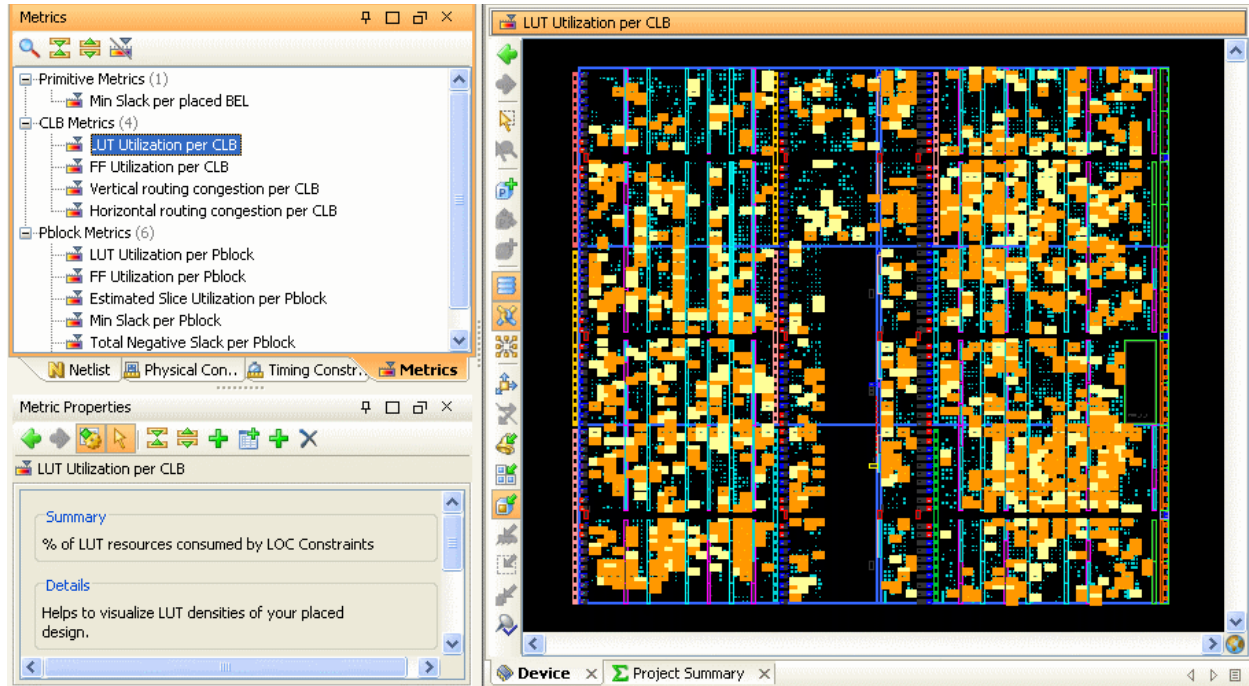 Metrics
Primitive Metrics (1)
Min Slack per placed BEL
CLB Metrics (4)
LUT Utilization per CLB
FF Utilization per CLB
Vertical routing congestion per CLB
Horizontal routing congestion per CLB
Pblock Metrics (6)
LUT Utilization per Pblock
FF Utilization per Pblock
Estimated Slice Utilization per Pblock
Min Slack per Pblock
Total Negative Slack per Pblock
Netlist Physical Con.. Timing Constr.. Metrics
Metric Properties
LUT Utilization per CLB
Summary
% of LUT resources consumed by LOC Constraints
Details
Helps to visualize LUT densities of your placed
design.
LUT Utilization per CLB
Device Project Summary